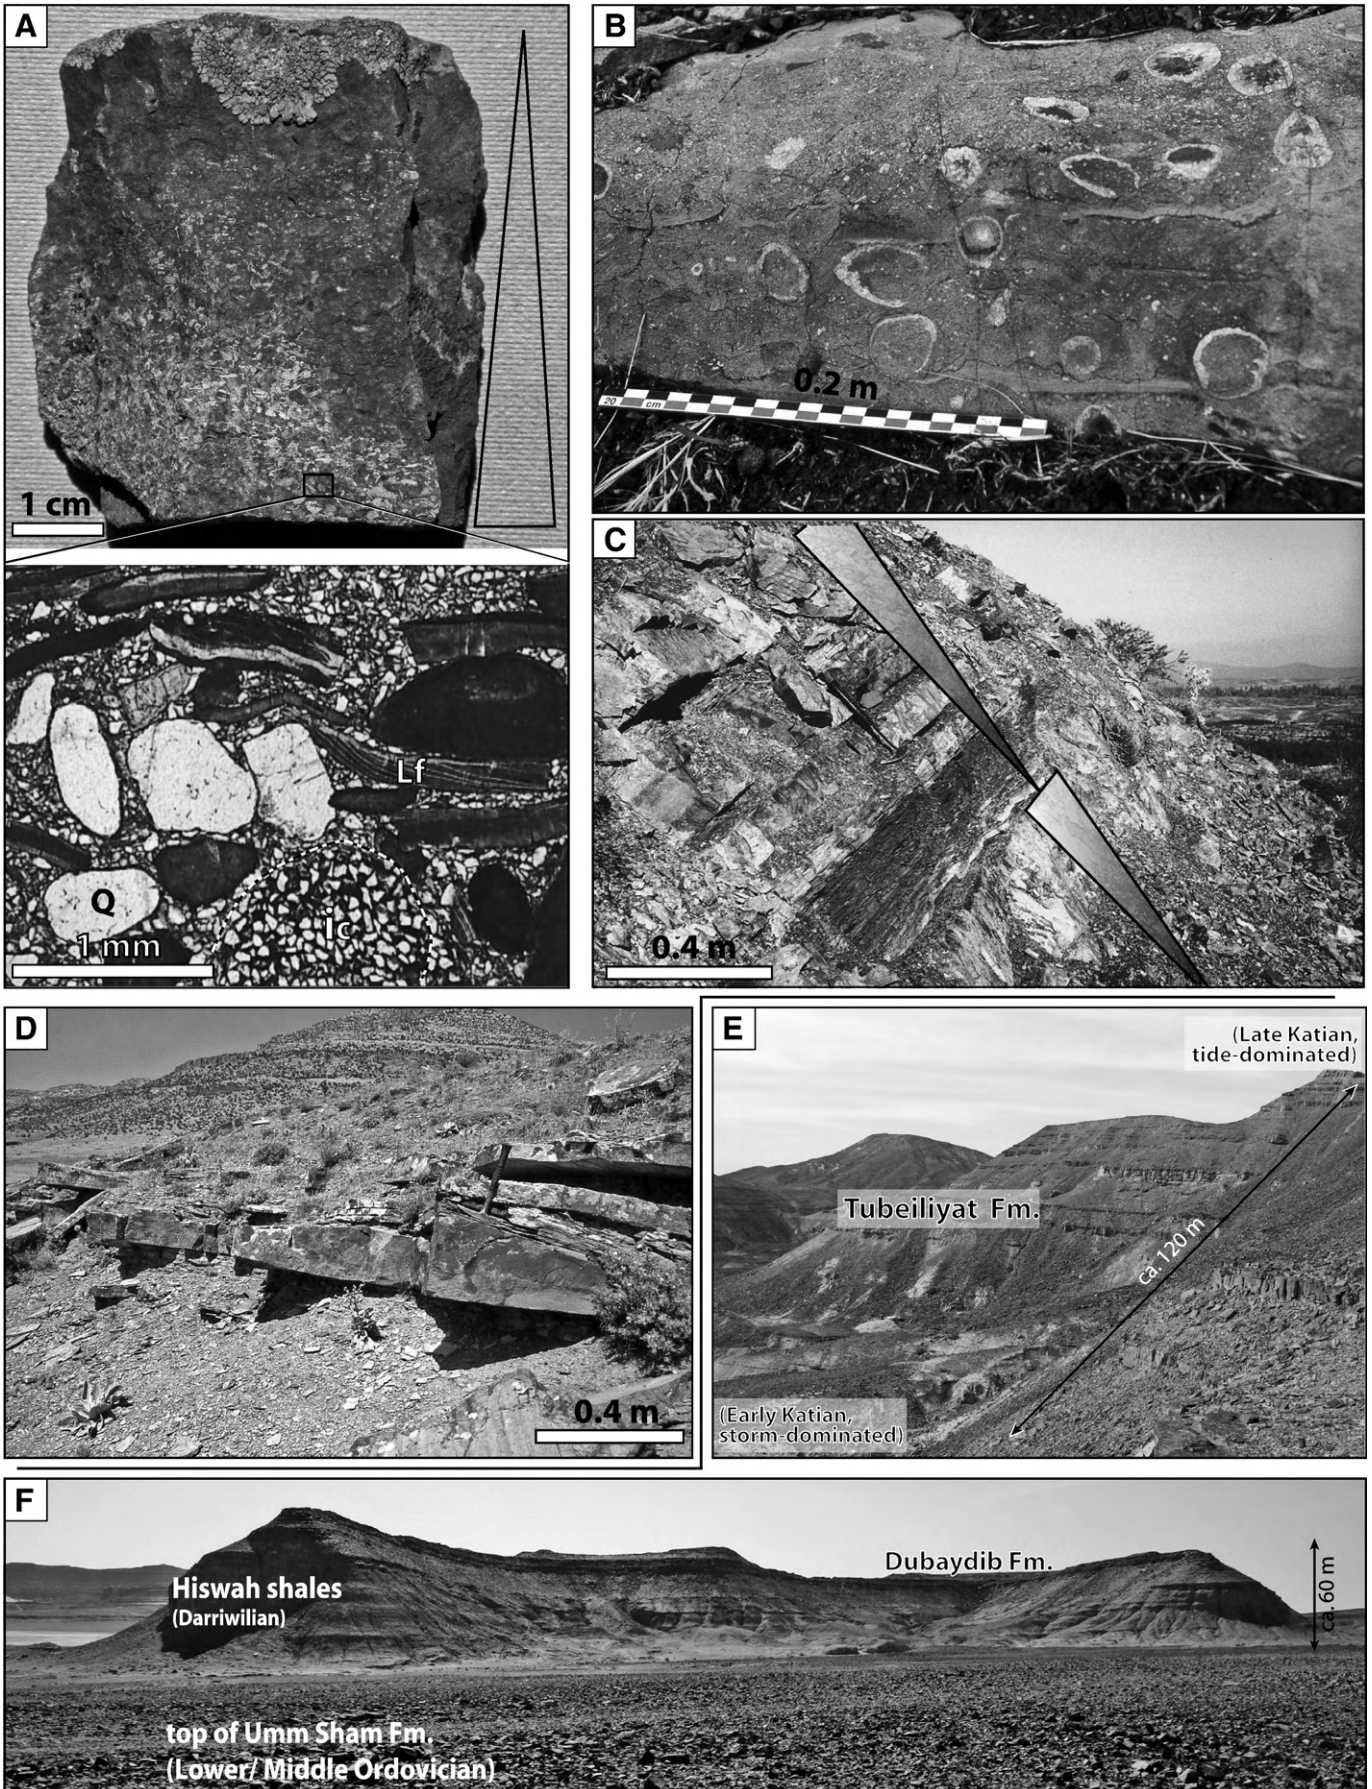 A
1 cm
Lf
Q
Ic
1 mm
B
20 cm
0.2 m
C
0.4 m
D
0.4 m
E
(Late Katian,
tide-dominated)
Tubeiliyat Fm.
ca. 120 m
(Early Katian,
storm-dominated)
F
Hiswah shales
(Darriwilian)
Dubaydib Fm.
ca. 60 m
top of Umm Sham Fm.
(Lower/ Middle Ordovician)